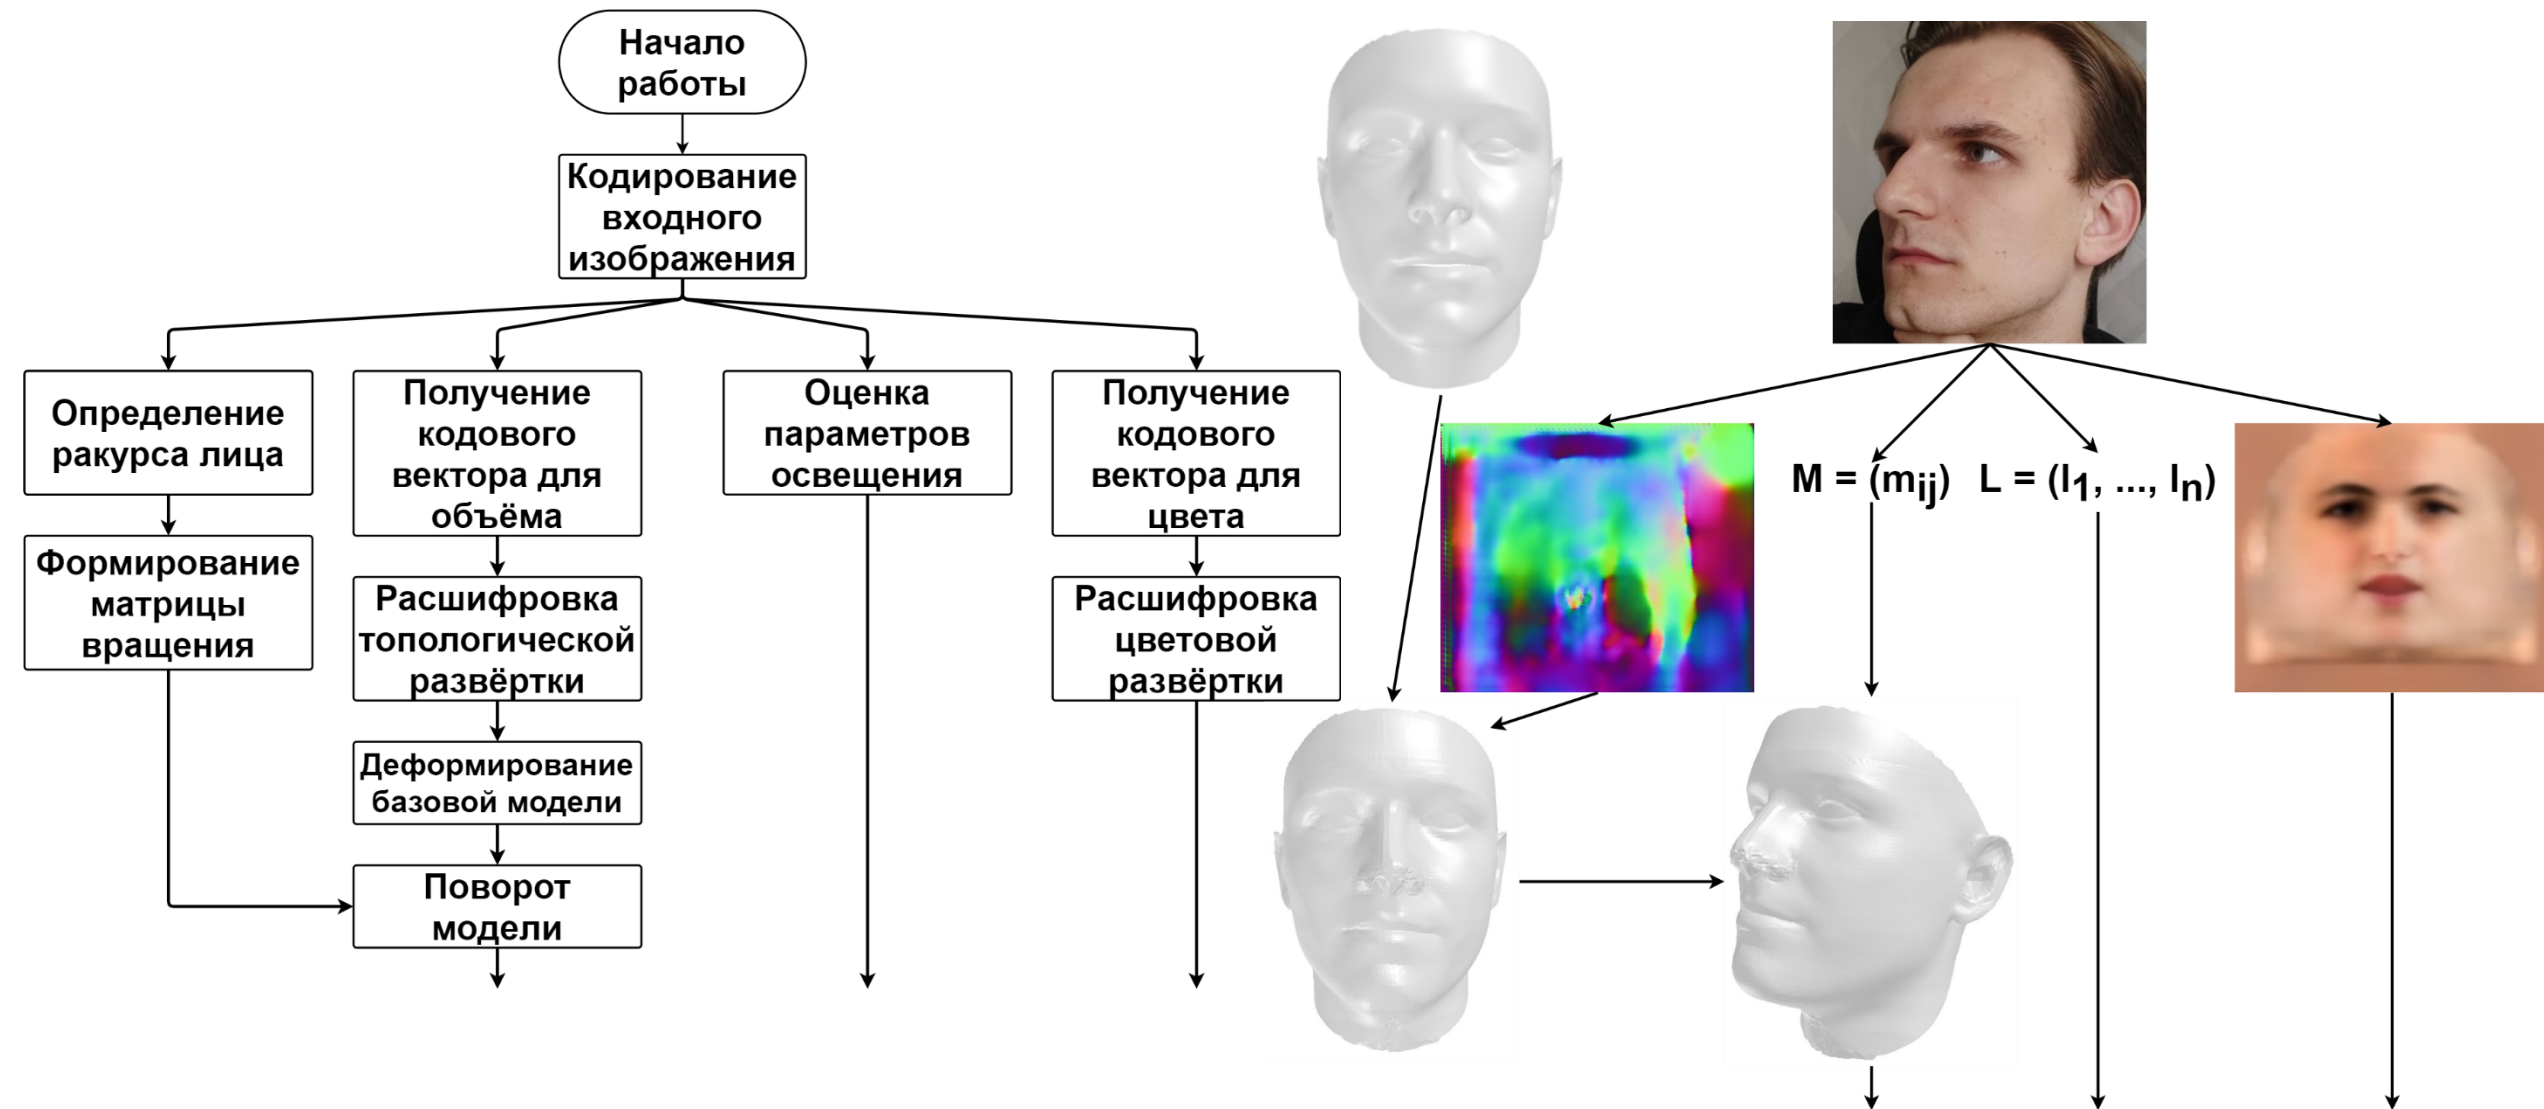 Начало
работы
Кодирование
входного
изображения
Определение
ракурса лица
Получение
кодового
вектора для
объёма
Оценка
параметров
освещения
Получение
кодового
вектора для
цвета
Формирование
матрицы
вращения
Расшифровка
топологической
развёртки
Расшифровка
цветовой
развёртки
Деформирование
базовой модели
Поворот
модели
M = (mij)
L = (l1, ..., ln)